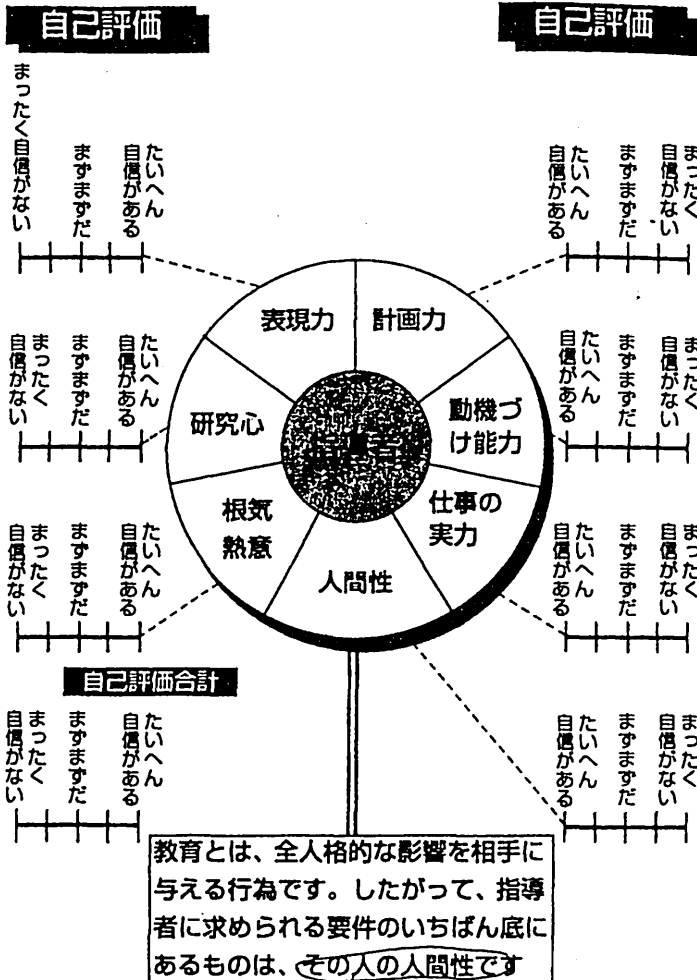 自己評価
自己評価
まったく自信がない
まずまずだ
たいへん
自信がある
たいへん
自信がある
まずまずだ
まったく
自信がない
表現力
計画力
まったく
自信がない
まずまずだ
たいへん
自信がある
研究心
動機づ
け能力
たいへん
自信がある
まずまずだ
まったく
自信がない
まったく
自信がない
まずまずだ
たいへん
自信がある
根気
熱意
仕事の
実力
たいへん
自信がある
まずまずだ
まったく
自信がない
人間性
自己評価合計
まったく
自信がない
まずまずだ
たいへん
自信がある
たいへん
自信がある
まずまずだ
まったく
自信がない
教育とは、全人格的な影響を相手に
与える行為です。したがって、指導
者に求められる要件のいちばん底に
あるものは、その人の人間性です